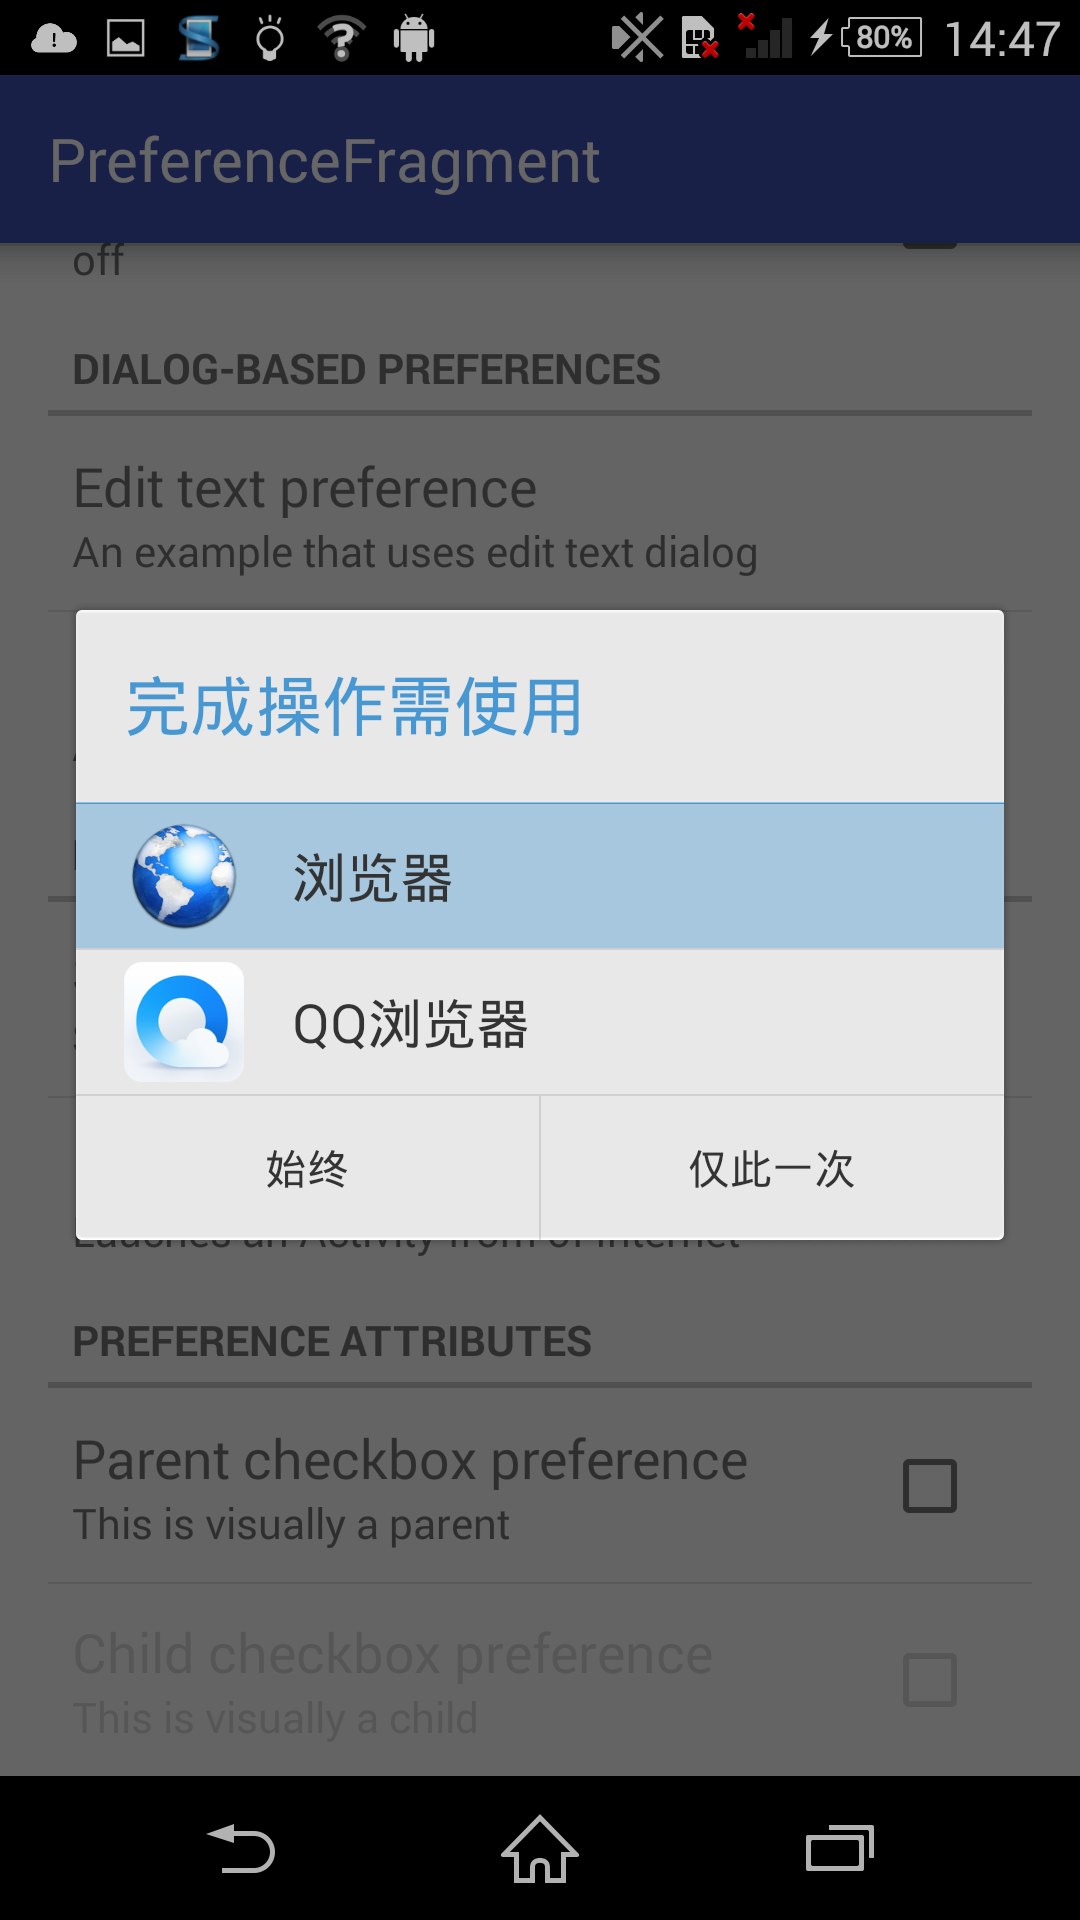 80% 14:47
PreferenceFragment
off
DIALOG-BASED PREFERENCES
Edit text preference
An example that uses edit text dialog
完成操作需使用
浏览器
QQ浏览器
始终
仅此一次
PREFERENCE ATTRIBUTES
Parent checkbox preference
This is visually a parent
Child checkbox preference
This is visually a child